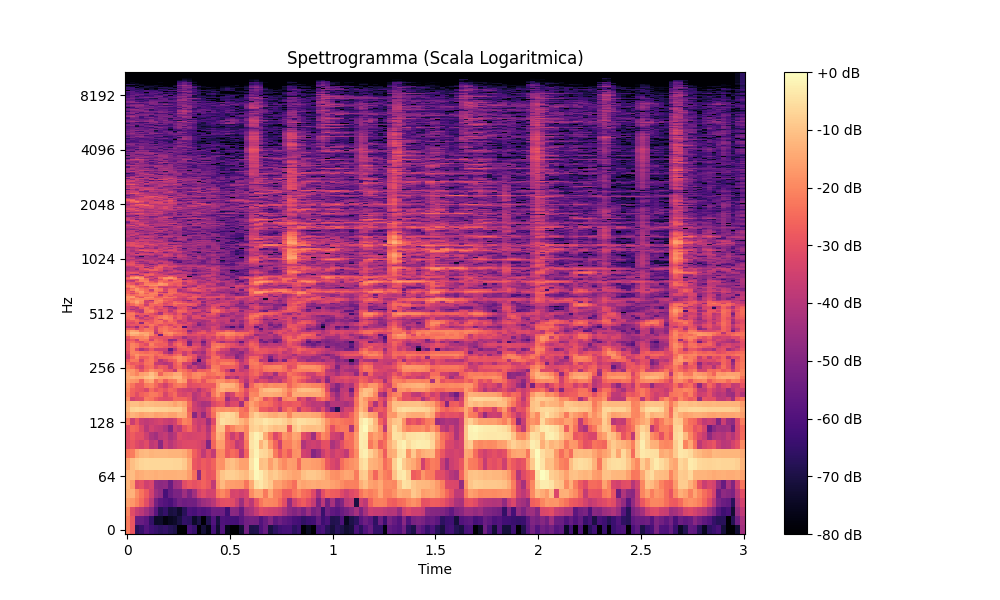 Spettrogramma (Scala Logaritmica)
Hz
8192
4096
2048
1024
512
256
128
64
0
0 0.5 1 1.5 2 2.5 3
Time
+0 dB
-10 dB
-20 dB
-30 dB
-40 dB
-50 dB
-60 dB
-70 dB
-80 dB